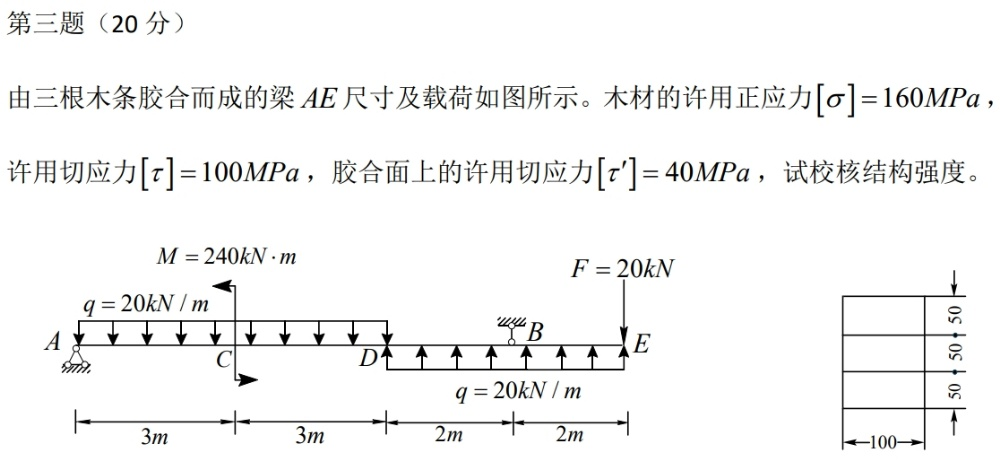 第三题（20 分）
由三根木条胶合而成的梁 AE 尺寸及载荷如图所示。木材的许用正应力[σ]=160MPa，
许用切应力[τ]=100MPa，胶合面上的许用切应力[τ′]=40MPa，试校核结构强度。
M = 240kN·m
F = 20kN
q = 20kN / m
A
B
C
D
E
q = 20kN / m
3m
3m
2m
2m
50
50
50
100